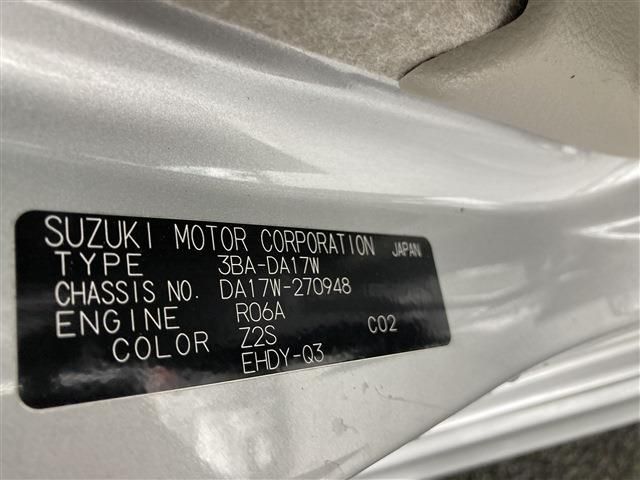 SUZUKI MOTOR CORPORATION JAPAN
TYPE 3BA-DA17W
CHASSIS NO. DA17W-270948
ENGINE R06A
COLOR Z2S C02
EHDY-Q3